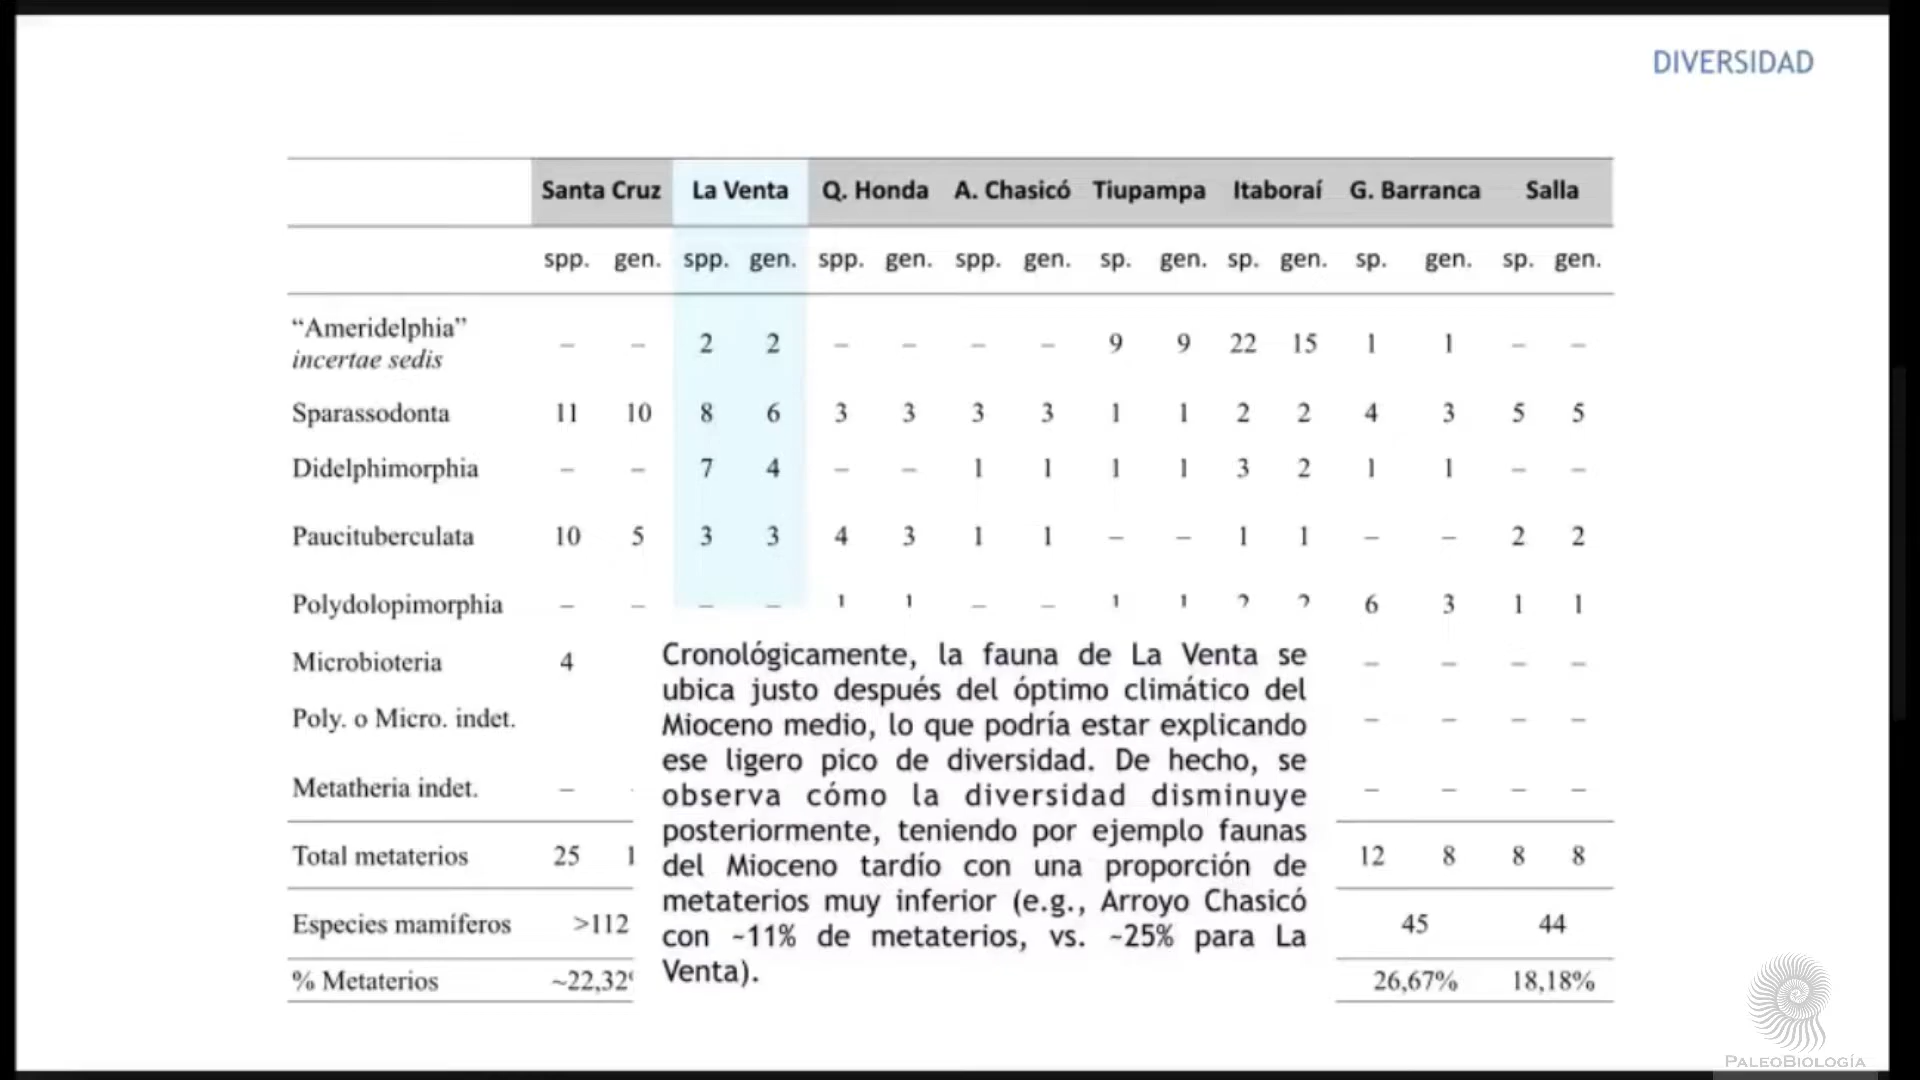 DIVERSIDAD
Santa Cruz La Venta Q. Honda A. Chasicó Tiupampa Itaboraí G. Barranca Salla
spp. gen. spp. gen. spp. gen. spp. gen. sp. gen. sp. gen. sp. gen. sp. gen.
“Ameridelphia”
incertae sedis – – 2 2 – – – – 9 9 22 15 1 1 – –
Sparassodonta 11 10 8 6 3 3 3 3 1 1 2 2 4 3 5 5
Didelphimorphia – – 7 4 – – 1 1 1 1 3 2 1 1 – –
Paucituberculata 10 5 3 3 4 3 1 1 – – 1 1 – – 2 2
Polydolopimorphia – – – – 1 1 – – 1 1 2 2 6 3 1 1
Microbioteria 4 – – – –
Poly. o Micro. indet. – – – –
Metatheria indet. – – – – –
Total metaterios 25 1 12 8 8 8
Especies mamíferos >112 45 44
% Metaterios ~22,32 26,67% 18,18%
Cronológicamente, la fauna de La Venta se
ubica justo después del óptimo climático del
Mioceno medio, lo que podría estar explicando
ese ligero pico de diversidad. De hecho, se
observa cómo la diversidad disminuye
posteriormente, teniendo por ejemplo faunas
del Mioceno tardío con una proporción de
metaterios muy inferior (e.g., Arroyo Chasicó
con ~11% de metaterios, vs. ~25% para La
Venta).
PALEOBIOLOGÍA